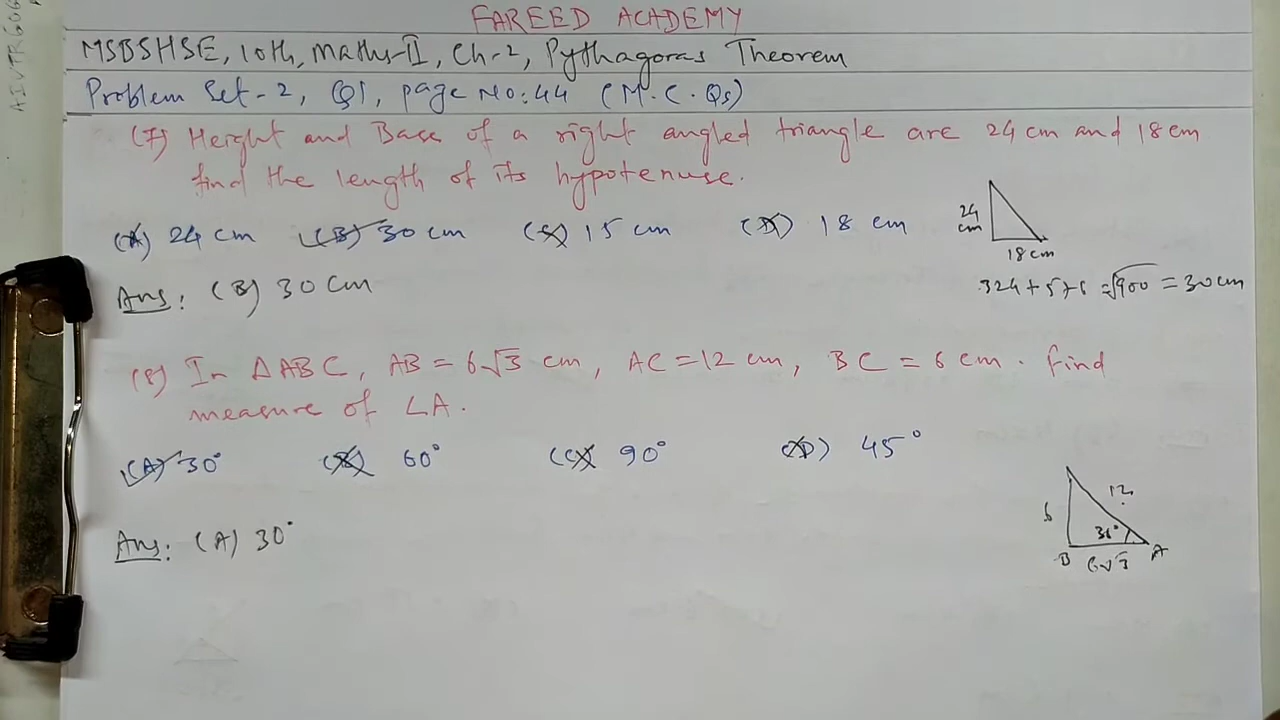 FAREED ACADEMY
MSBSHSE, 10th, Maths-II, Ch-2, Pythagoras Theorem
Problem Set-2, Q1, page No:44 (M.C.Qs)
(7) Height and Base of a right angled triangle are 24 cm and 18 cm
find the length of its hypotenuse.
(A) 24 cm (B) 30 cm (C) 15 cm (D) 18 cm
24 cm
18 cm
Ans: (B) 30 cm
324 + 576 = √900 = 30 cm
(8) In ΔABC, AB = 6√3 cm, AC = 12 cm, BC = 6 cm. find
measure of ∠A.
(A) 30° (B) 60° (C) 90° (D) 45°
12
6
30°
B 6√3 A
Ans: (A) 30°